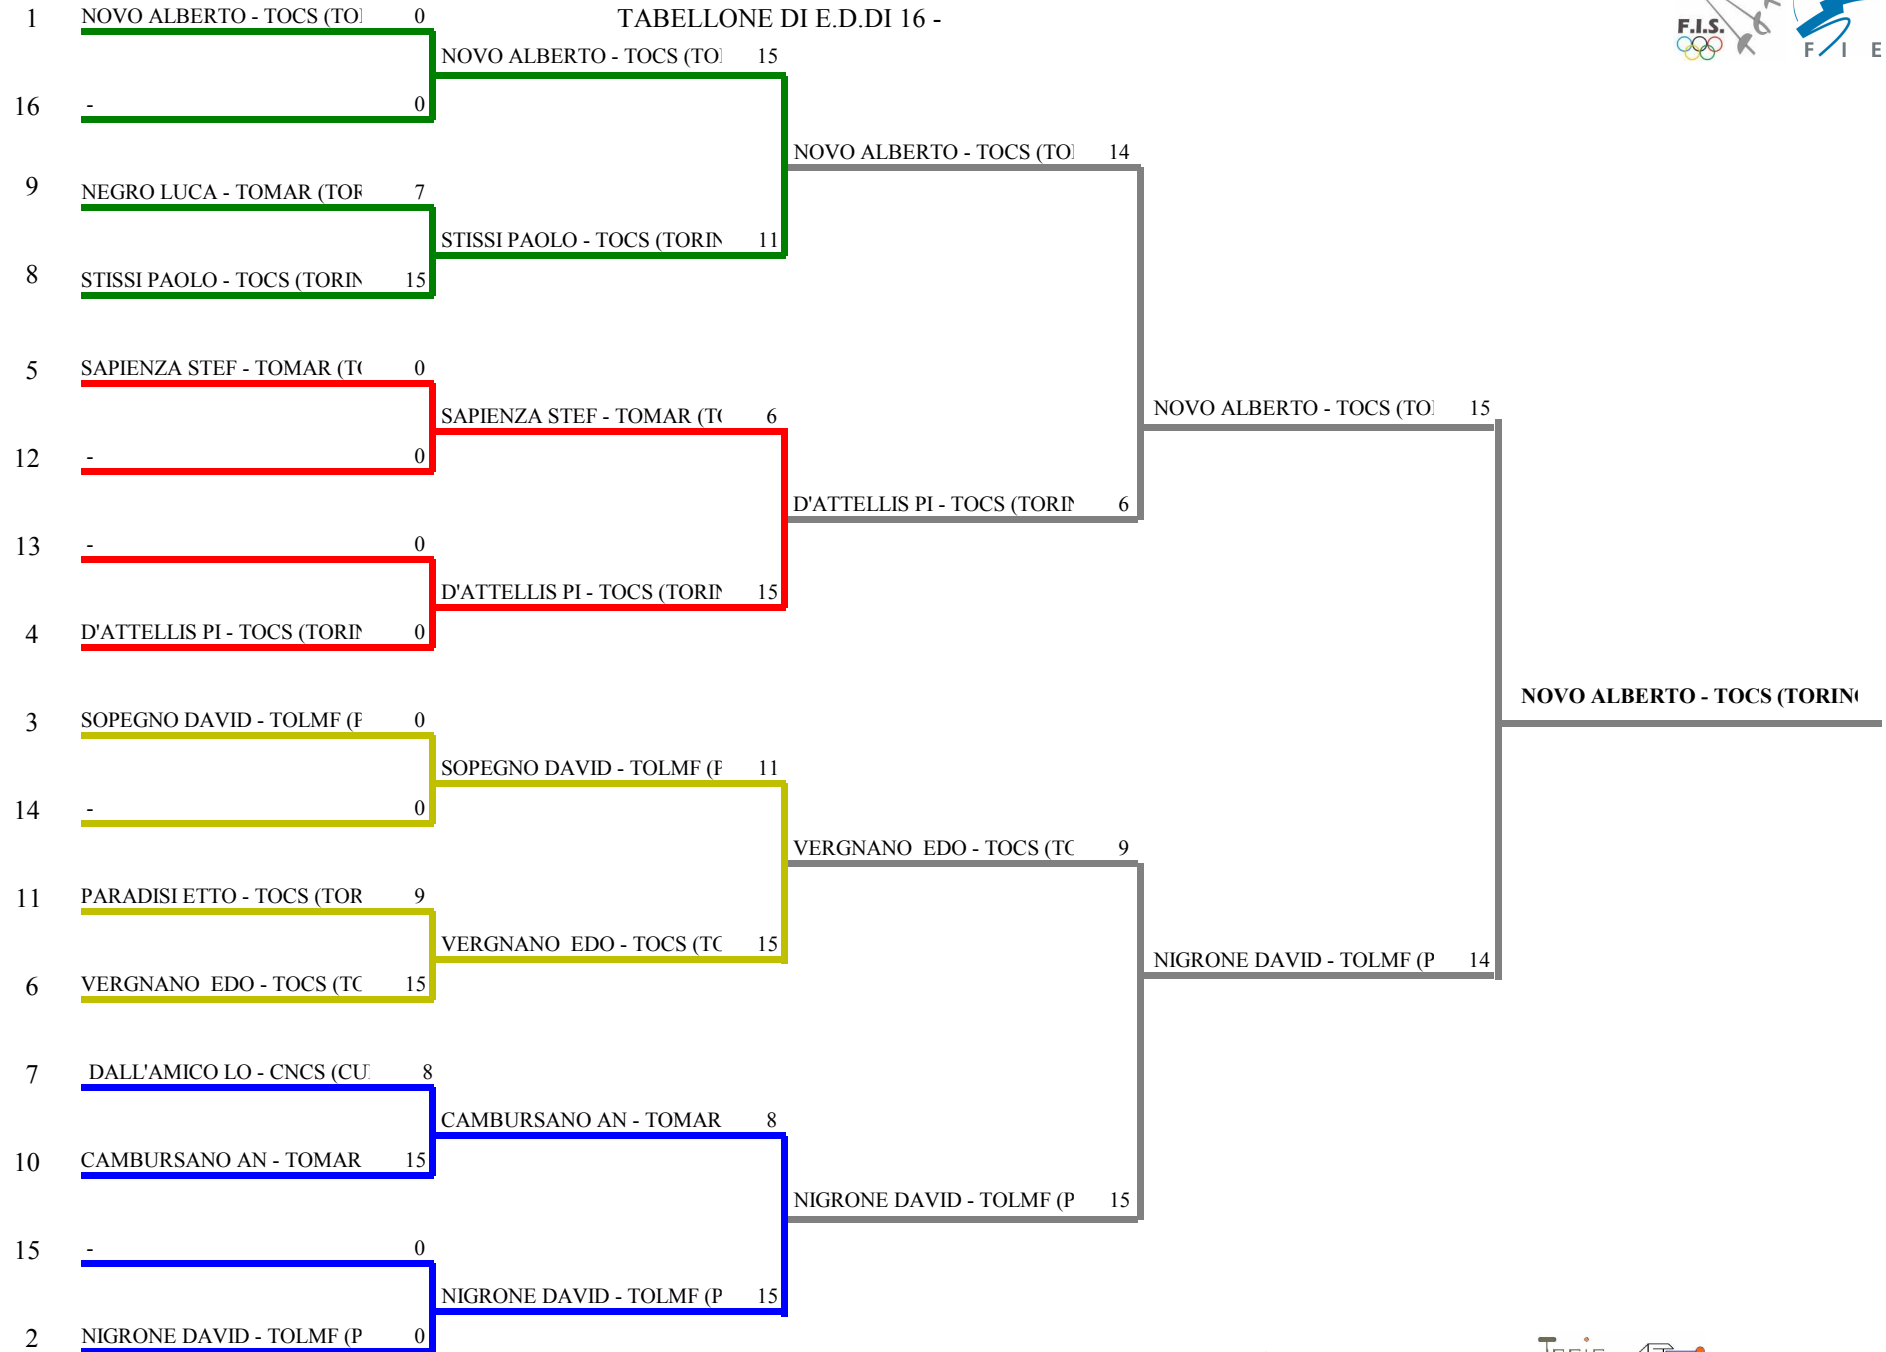 TABELLONE DI E.D.DI 16 -
F.I.S.
F I E
1 NOVO ALBERTO - TOCS (TO 0
NOVO ALBERTO - TOCS (TO 15
16 - 0
NOVO ALBERTO - TOCS (TO 14
9 NEGRO LUCA - TOMAR (TOR 7
STISSI PAOLO - TOCS (TORIN 11
8 STISSI PAOLO - TOCS (TORIN 15
5 SAPIENZA STEF - TOMAR (TO 0
SAPIENZA STEF - TOMAR (TO 6
NOVO ALBERTO - TOCS (TO 15
12 - 0
D'ATTELLIS PI - TOCS (TORIN 6
13 - 0
D'ATTELLIS PI - TOCS (TORIN 15
4 D'ATTELLIS PI - TOCS (TORIN 0
NOVO ALBERTO - TOCS (TORINO
3 SOPEGNO DAVID - TOLMF (P 0
SOPEGNO DAVID - TOLMF (P 11
14 - 0
VERGNANO EDO - TOCS (TO 9
11 PARADISI ETTO - TOCS (TOR 9
VERGNANO EDO - TOCS (TO 15
NIGRONE DAVID - TOLMF (P 14
6 VERGNANO EDO - TOCS (TO 15
7 DALL'AMICO LO - CNCS (CU 8
CAMBURSANO AN - TOMAR 8
10 CAMBURSANO AN - TOMAR 15
NIGRONE DAVID - TOLMF (P 15
15 - 0
NIGRONE DAVID - TOLMF (P 15
2 NIGRONE DAVID - TOLMF (P 0